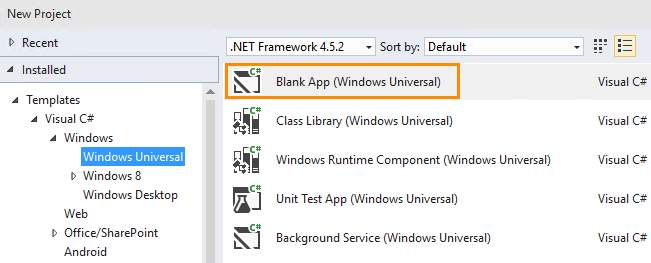 New Project
Recent
.NET Framework 4.5.2 Sort by: Default
Installed
Templates
Visual C#
Windows
Windows Universal
Windows 8
Windows Desktop
Web
Office/SharePoint
Android
C# Blank App (Windows Universal) Visual C#
C# Class Library (Windows Universal) Visual C#
C# Windows Runtime Component (Windows Universal) Visual C#
C# Unit Test App (Windows Universal) Visual C#
C# Background Service (Windows Universal) Visual C#